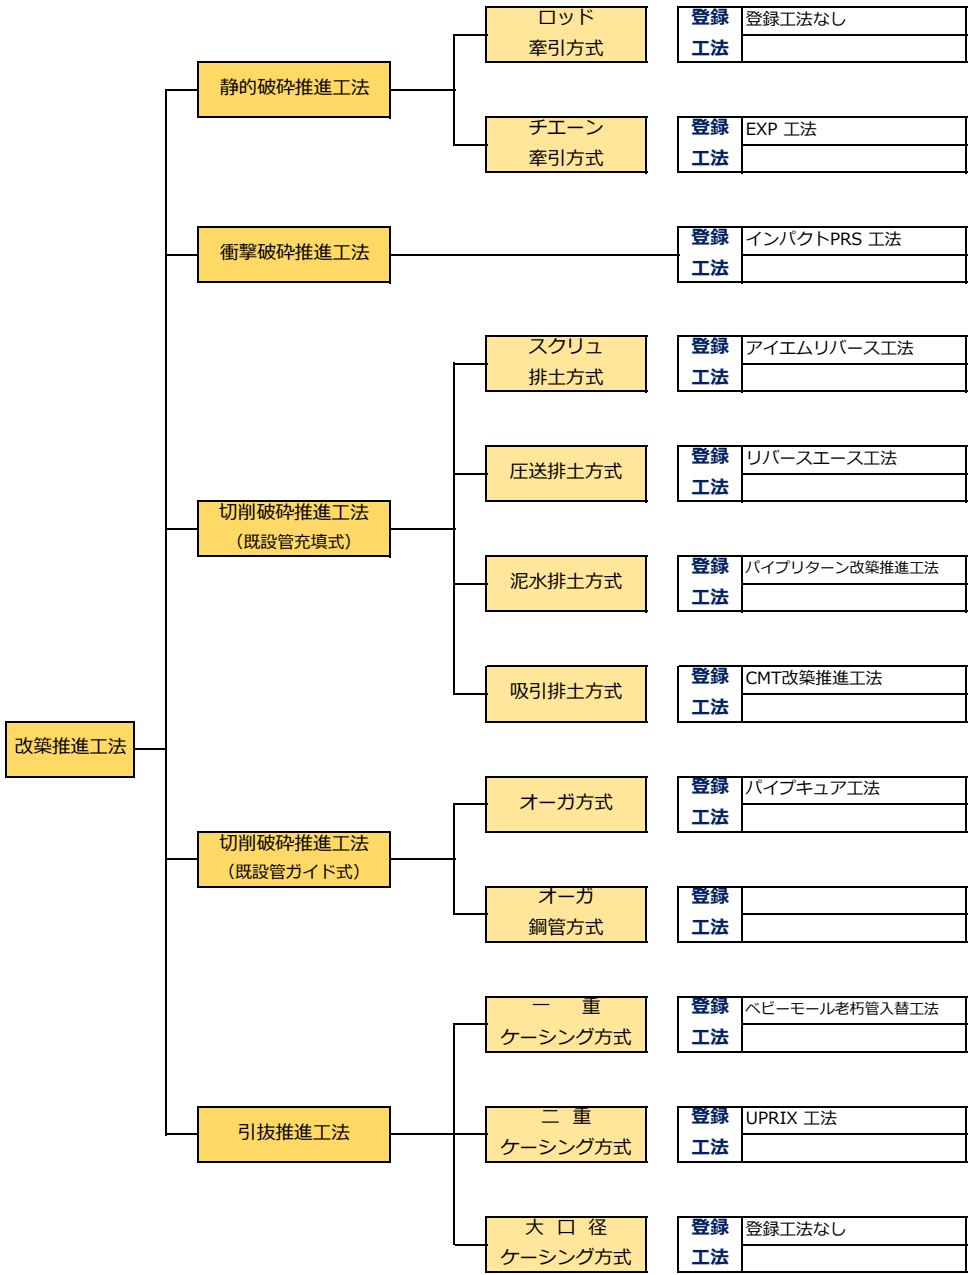 ロッド
牽引方式
登録
工法
登録工法なし
静的破砕推進工法
チエーン
牽引方式
登録
工法
EXP 工法
衝撃破砕推進工法
登録
工法
インパクトPRS 工法
スクリュ
排土方式
登録
工法
アイエムリバース工法
圧送排土方式
登録
工法
リバースエース工法
切削破砕推進工法
（既設管充填式）
泥水排土方式
登録
工法
パイプリターン改築推進工法
吸引排土方式
登録
工法
CMT改築推進工法
改築推進工法
オーガ方式
登録
工法
パイプキュア工法
切削破砕推進工法
（既設管ガイド式）
オーガ
鋼管方式
登録
工法
一 重
ケーシング方式
登録
工法
ベビーモール老朽管入替工法
引抜推進工法
二 重
ケーシング方式
登録
工法
UPRIX 工法
大 口 径
ケーシング方式
登録
工法
登録工法なし